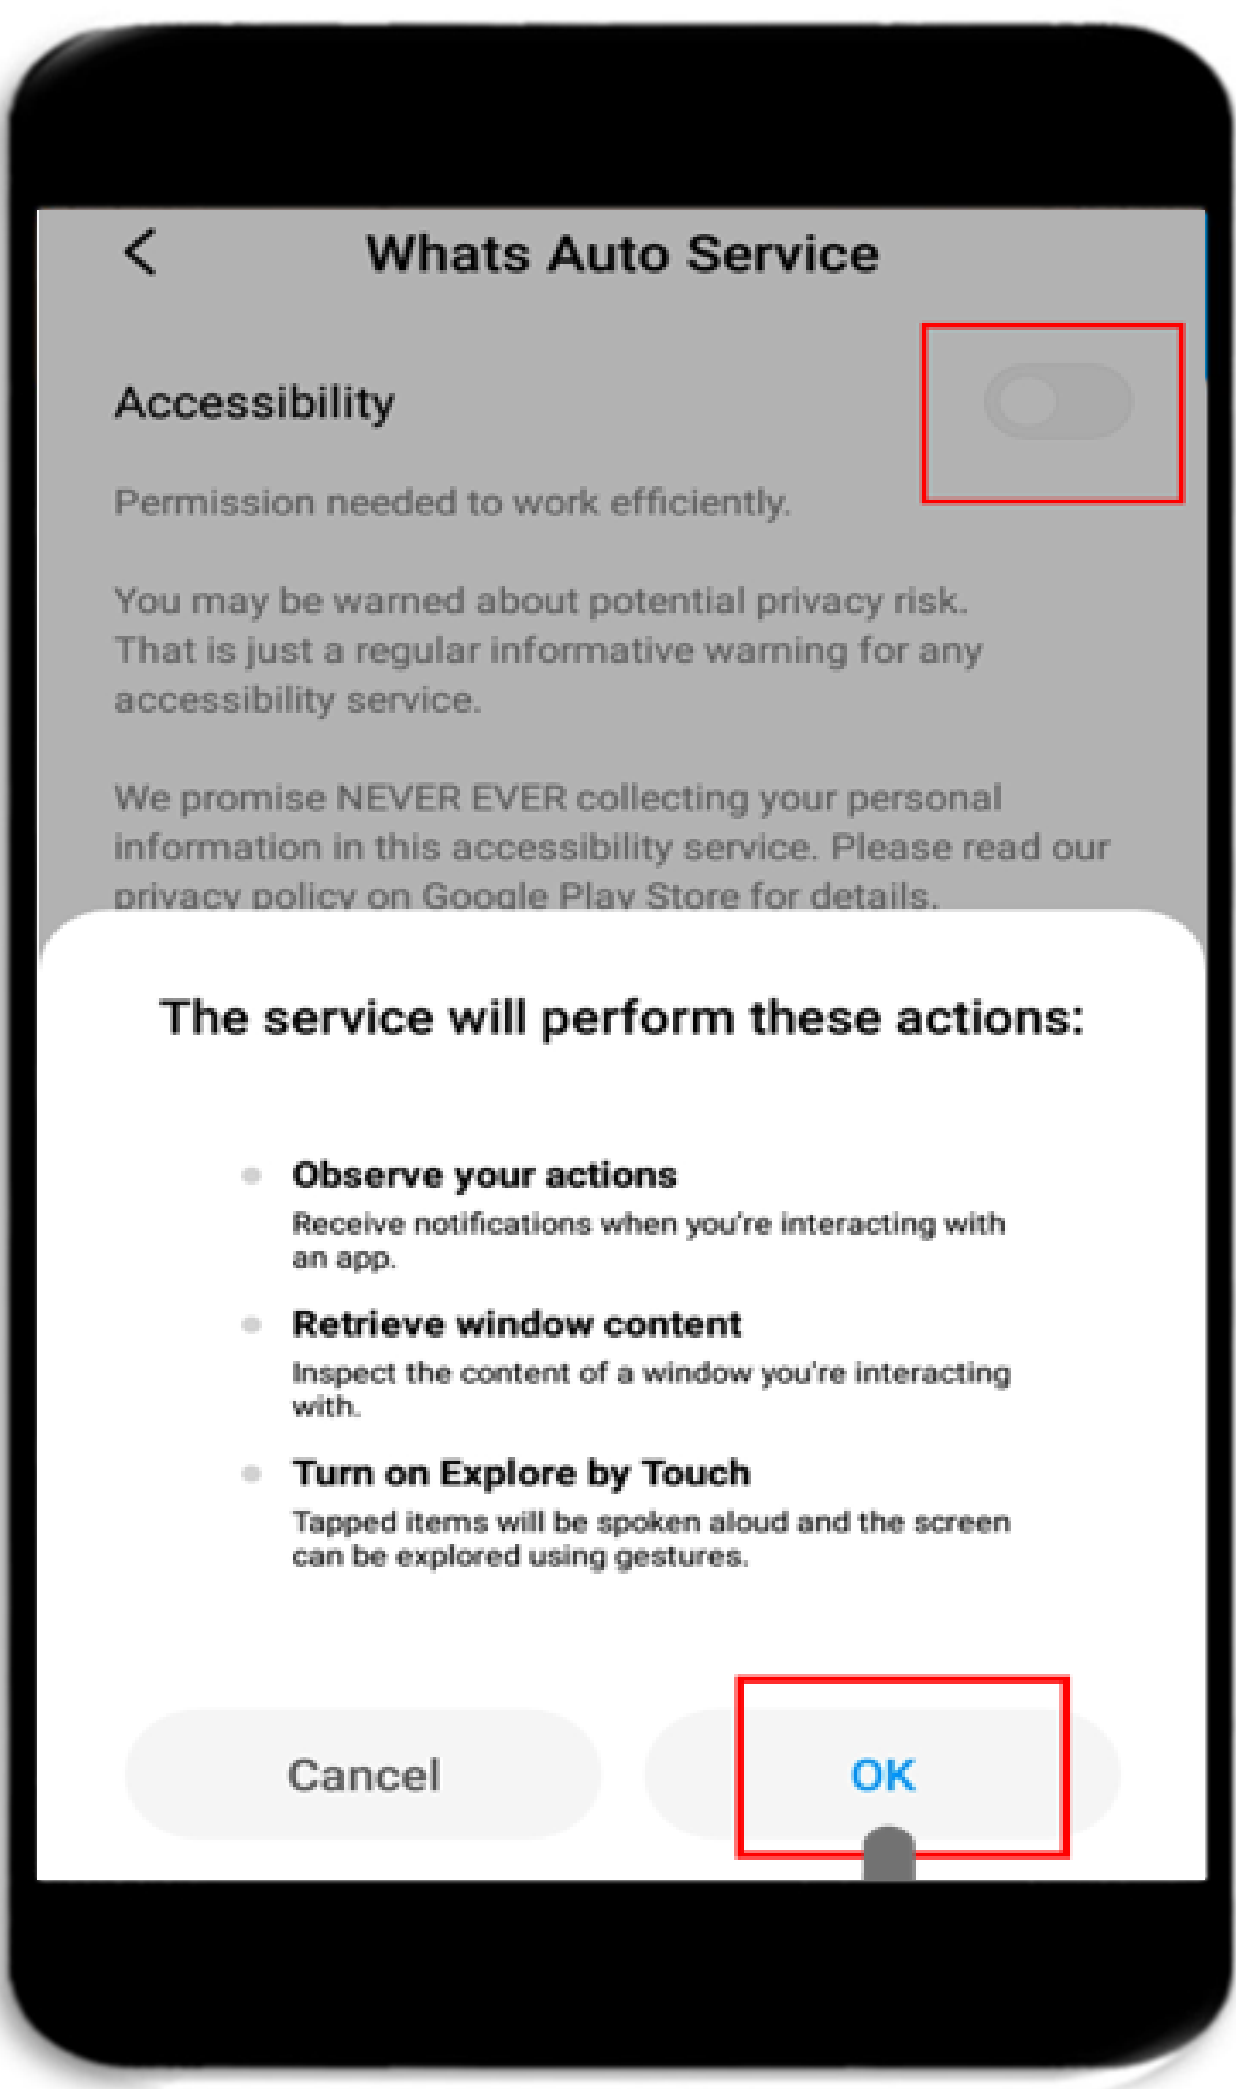 Whats Auto Service
Accessibility
Permission needed to work efficiently.
You may be warned about potential privacy risk.
That is just a regular informative warning for any
accessibility service.
We promise NEVER EVER collecting your personal
information in this accessibility service. Please read our
privacy policy on Google Play Store for details.
The service will perform these actions:
Observe your actions
Receive notifications when you're interacting with
an app.
Retrieve window content
Inspect the content of a window you're interacting
with.
Turn on Explore by Touch
Tapped items will be spoken aloud and the screen
can be explored using gestures.
Cancel OK